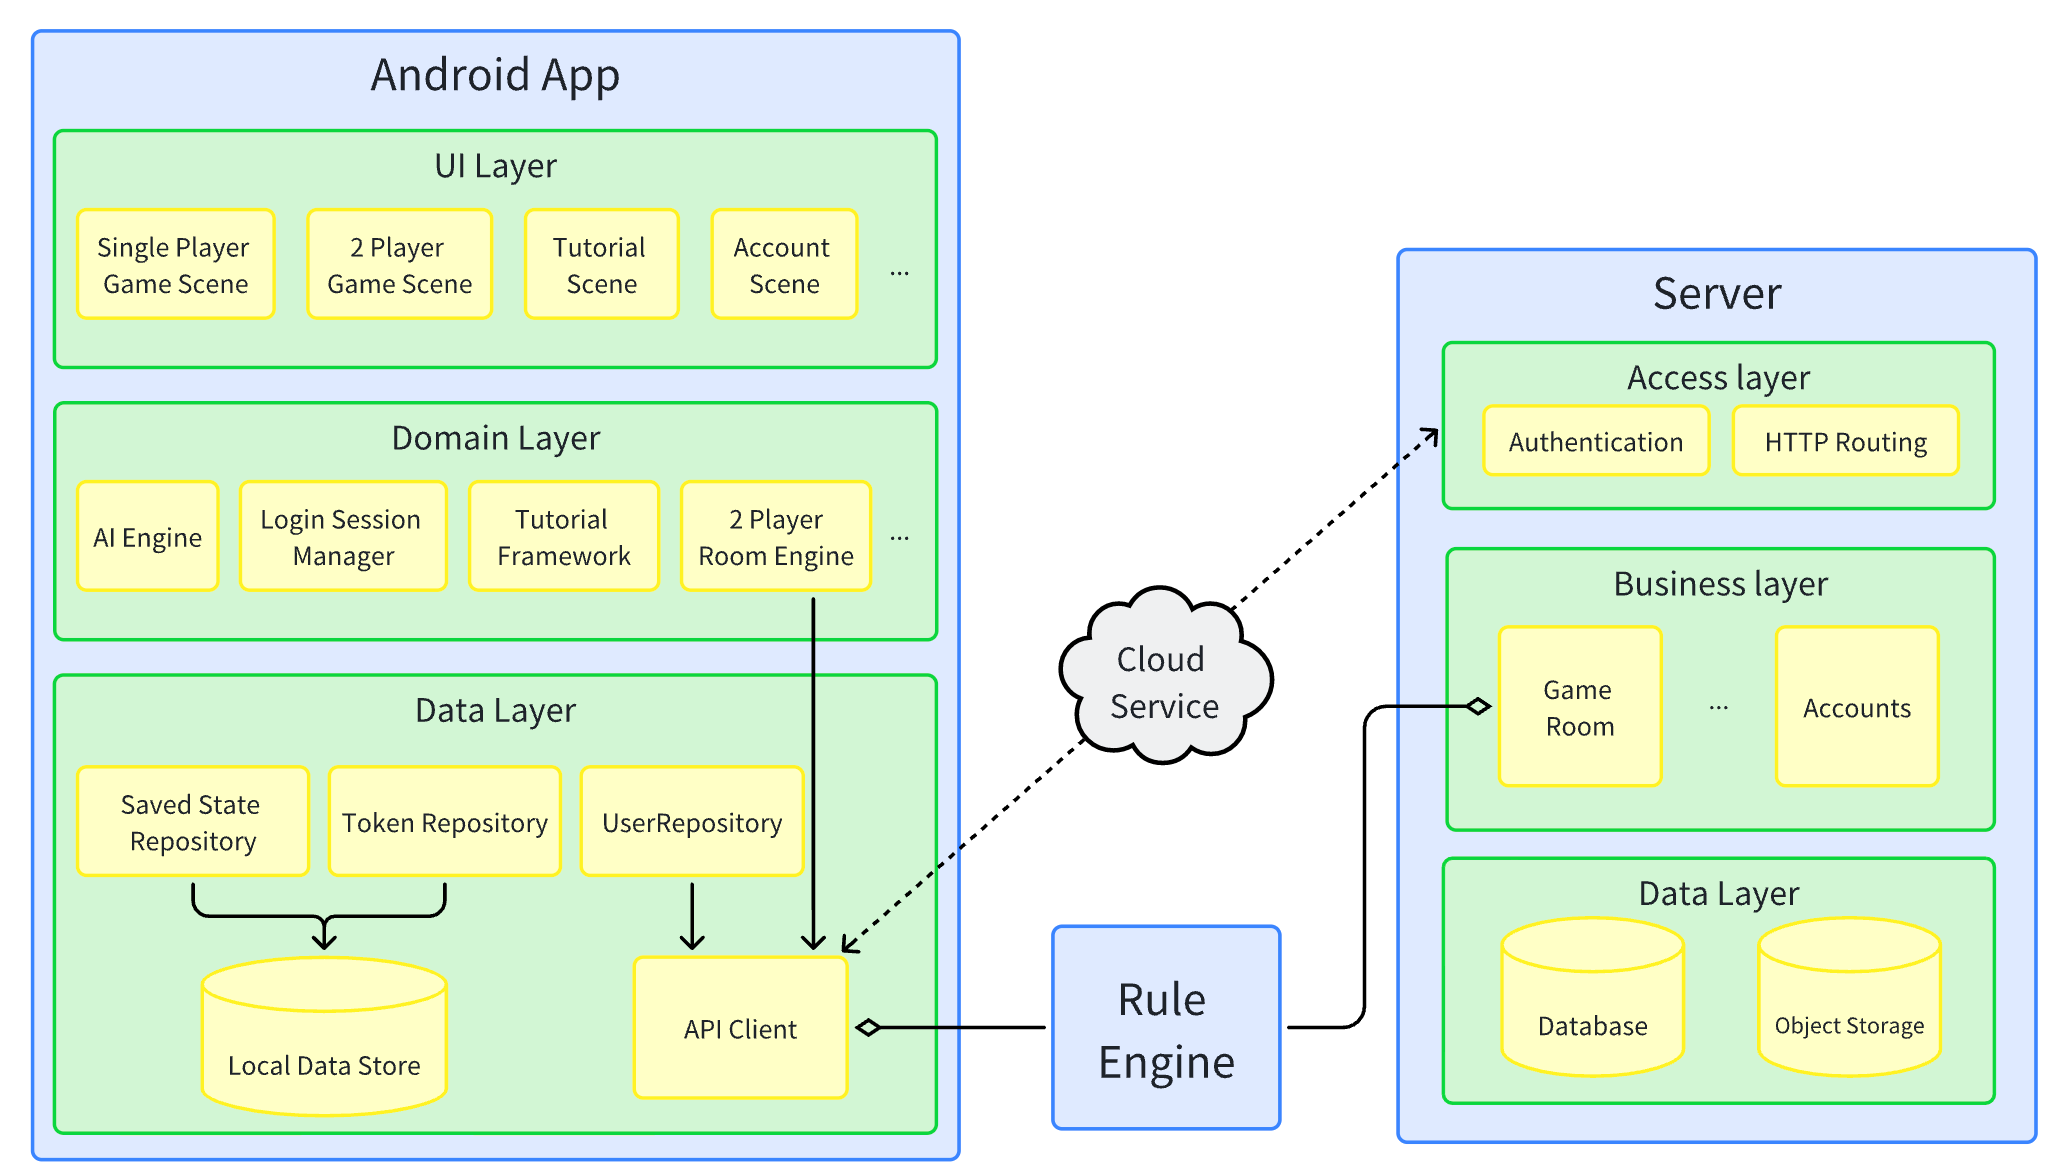 Android App
UI Layer
Single Player
Game Scene
2 Player
Game Scene
Tutorial
Scene
Account
Scene
...
Domain Layer
AI Engine
Login Session
Manager
Tutorial
Framework
2 Player
Room Engine
...
Data Layer
Saved State
Repository
Token Repository
UserRepository
Local Data Store
API Client
Cloud
Service
Rule
Engine
Server
Access layer
Authentication
HTTP Routing
Business layer
Game
Room
...
Accounts
Data Layer
Database
Object Storage